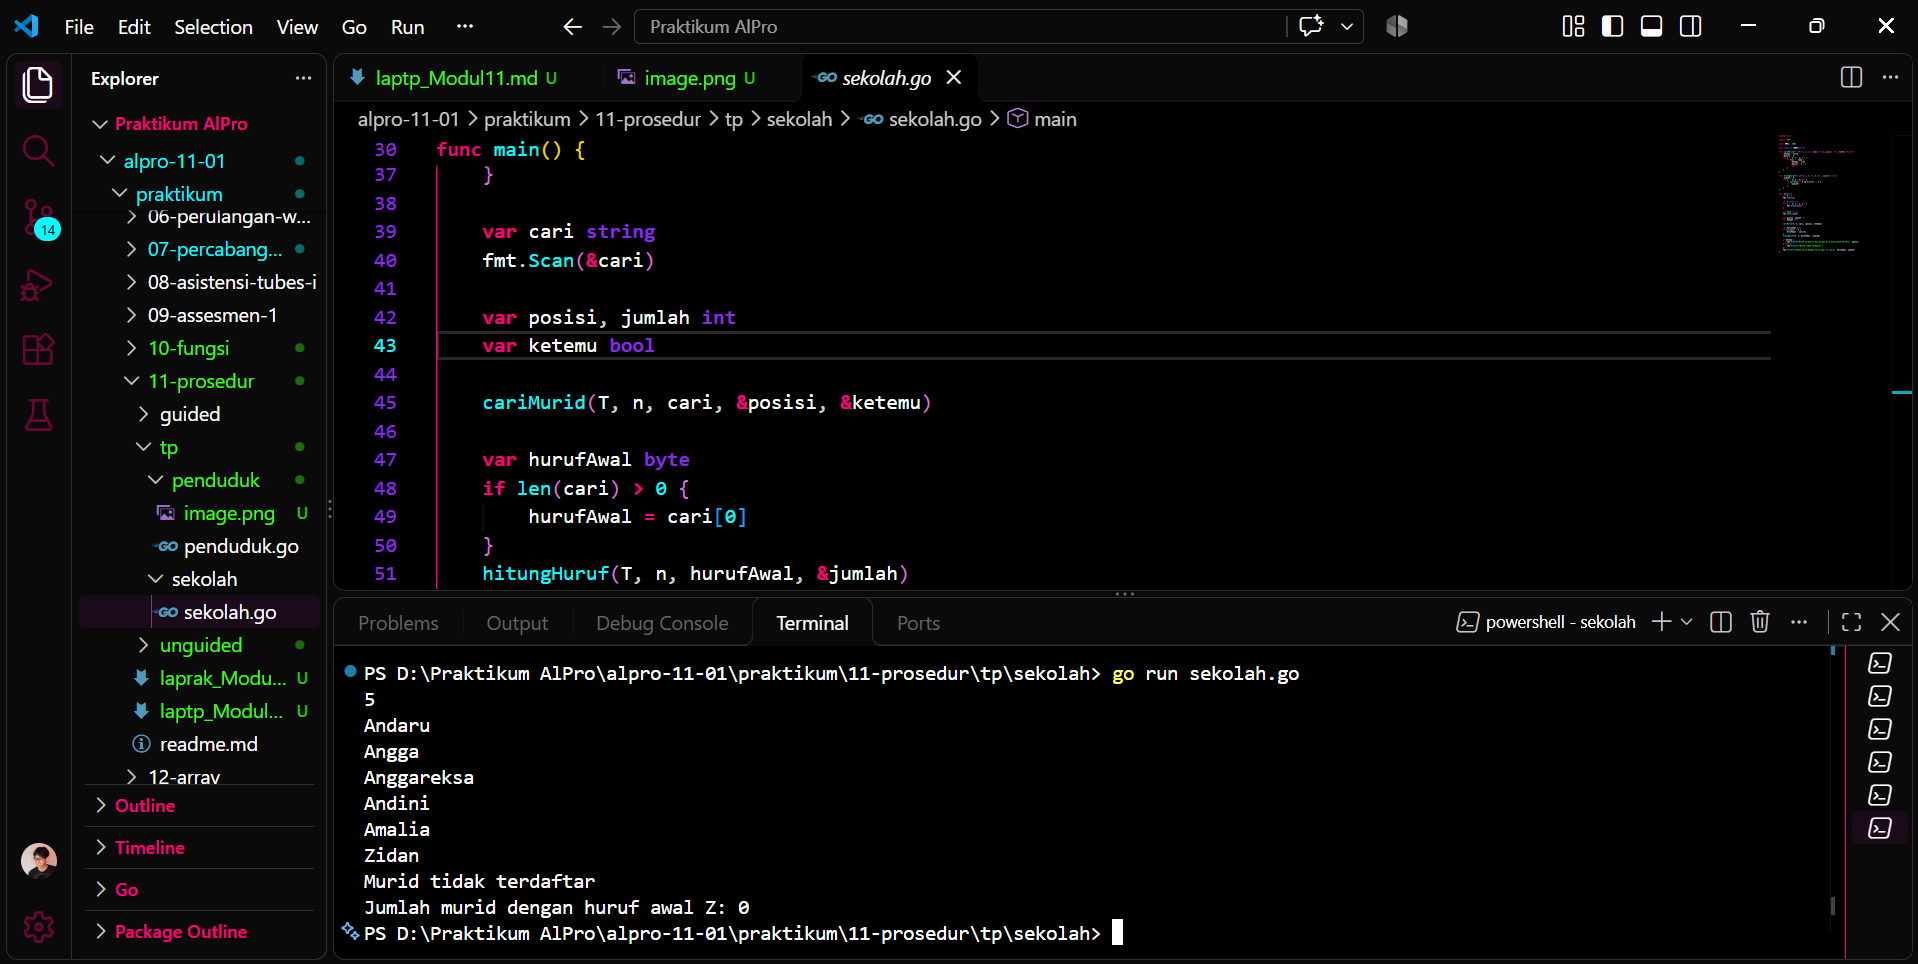 File Edit Selection View Go Run ··· Praktikum AlPro
Explorer ···
Praktikum AlPro
alpro-11-01
praktikum
06-perulangan-w...
07-percabang...
08-asistensi-tubes-i
09-assesmen-1
10-fungsi
11-prosedur
guided
tp
penduduk
image.png U
penduduk.go
sekolah
sekolah.go
unguided
laprak_Modu... U
laptp_Modul... U
readme.md
12-array
Outline
Timeline
Go
Package Outline
14
laptp_Modul11.md U image.png U sekolah.go
alpro-11-01 > praktikum > 11-prosedur > tp > sekolah > sekolah.go > main
30 func main() {
37 }
38
39 var cari string
40 fmt.Scan(&cari)
41
42 var posisi, jumlah int
43 var ketemu bool
44
45 cariMurid(T, n, cari, &posisi, &ketemu)
46
47 var hurufAwal byte
48 if len(cari) > 0 {
49 hurufAwal = cari[0]
50 }
51 hitungHuruf(T, n, hurufAwal, &jumlah)
Problems Output Debug Console Terminal Ports powershell - sekolah
PS D:\Praktikum AlPro\alpro-11-01\praktikum\11-prosedur\tp\sekolah> go run sekolah.go
5
Andaru
Angga
Anggareksa
Andini
Amalia
Zidan
Murid tidak terdaftar
Jumlah murid dengan huruf awal Z: 0
PS D:\Praktikum AlPro\alpro-11-01\praktikum\11-prosedur\tp\sekolah>